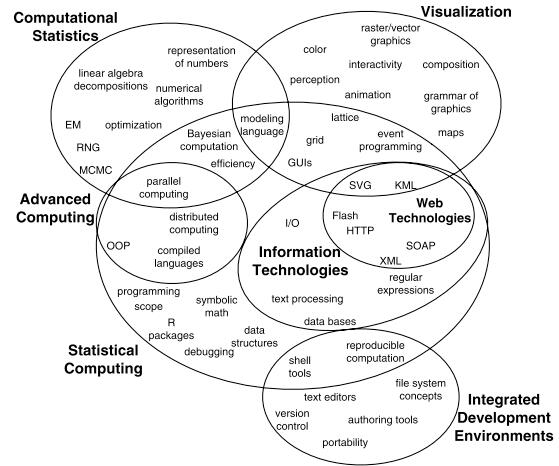 Computational
Statistics
Visualization
raster/vector
graphics
representation
of numbers
color
interactivity
composition
linear algebra
decompositions
perception
numerical
algorithms
animation
grammar of
graphics
EM
optimization
modeling
language
lattice
Bayesian
computation
grid
event
programming
maps
RNG
MCMC
efficiency
GUIs
parallel
computing
SVG
KML
Advanced
Computing
Web
Technologies
distributed
computing
I/O
Flash
HTTP
OOP
compiled
languages
Information
Technologies
SOAP
XML
regular
expressions
programming
scope
symbolic
math
text processing
R
packages
data bases
data
structures
debugging
Statistical
Computing
reproducible
computation
shell
tools
file system
concepts
text editors
Integrated
Development
Environments
version
control
authoring tools
portability